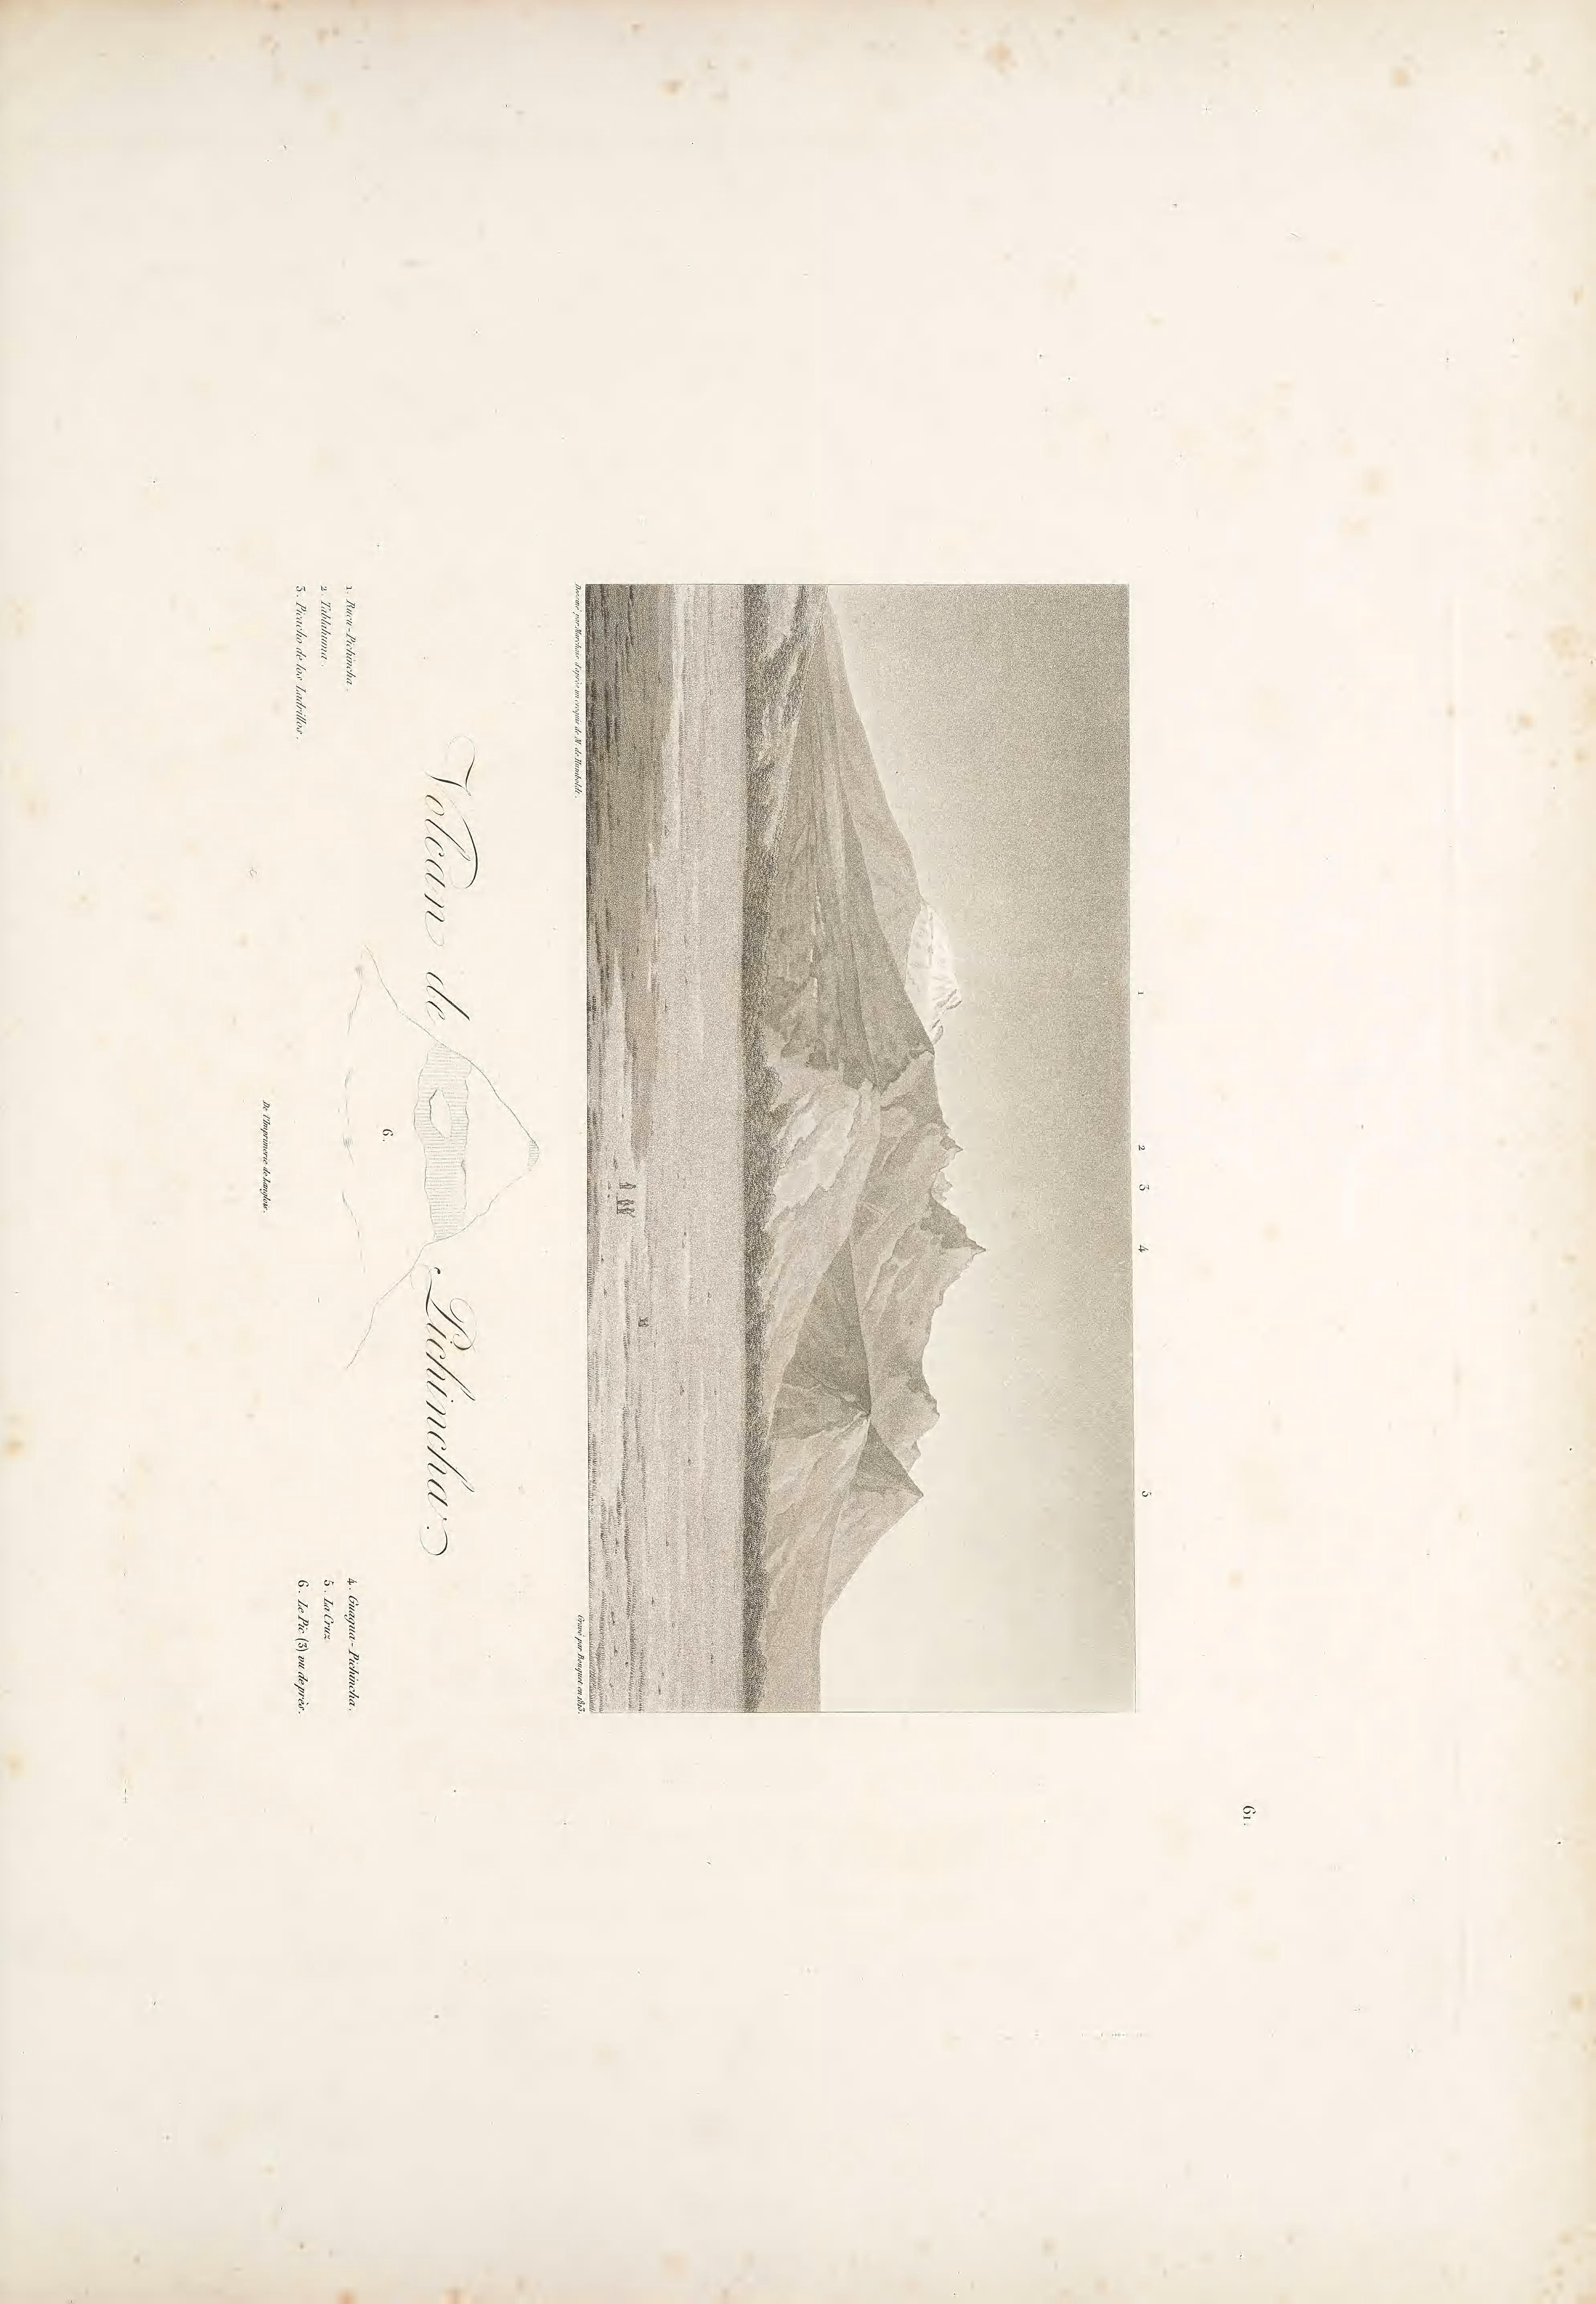 61.
1 2 3 4 5
Dessiné par Marchais d'après un croquis de M. de Humboldt.
Gravé par Bouquet en 1813.
Volcan de Pichincha.
6.
1. Rucu-Pichincha.
2. Tablahuma.
3. Picacho de los Ladrillos.
4. Guagua-Pichincha.
5. La Cruz
6. Le Pic (3) vu de près.
De l'Imprimerie de Langlois.